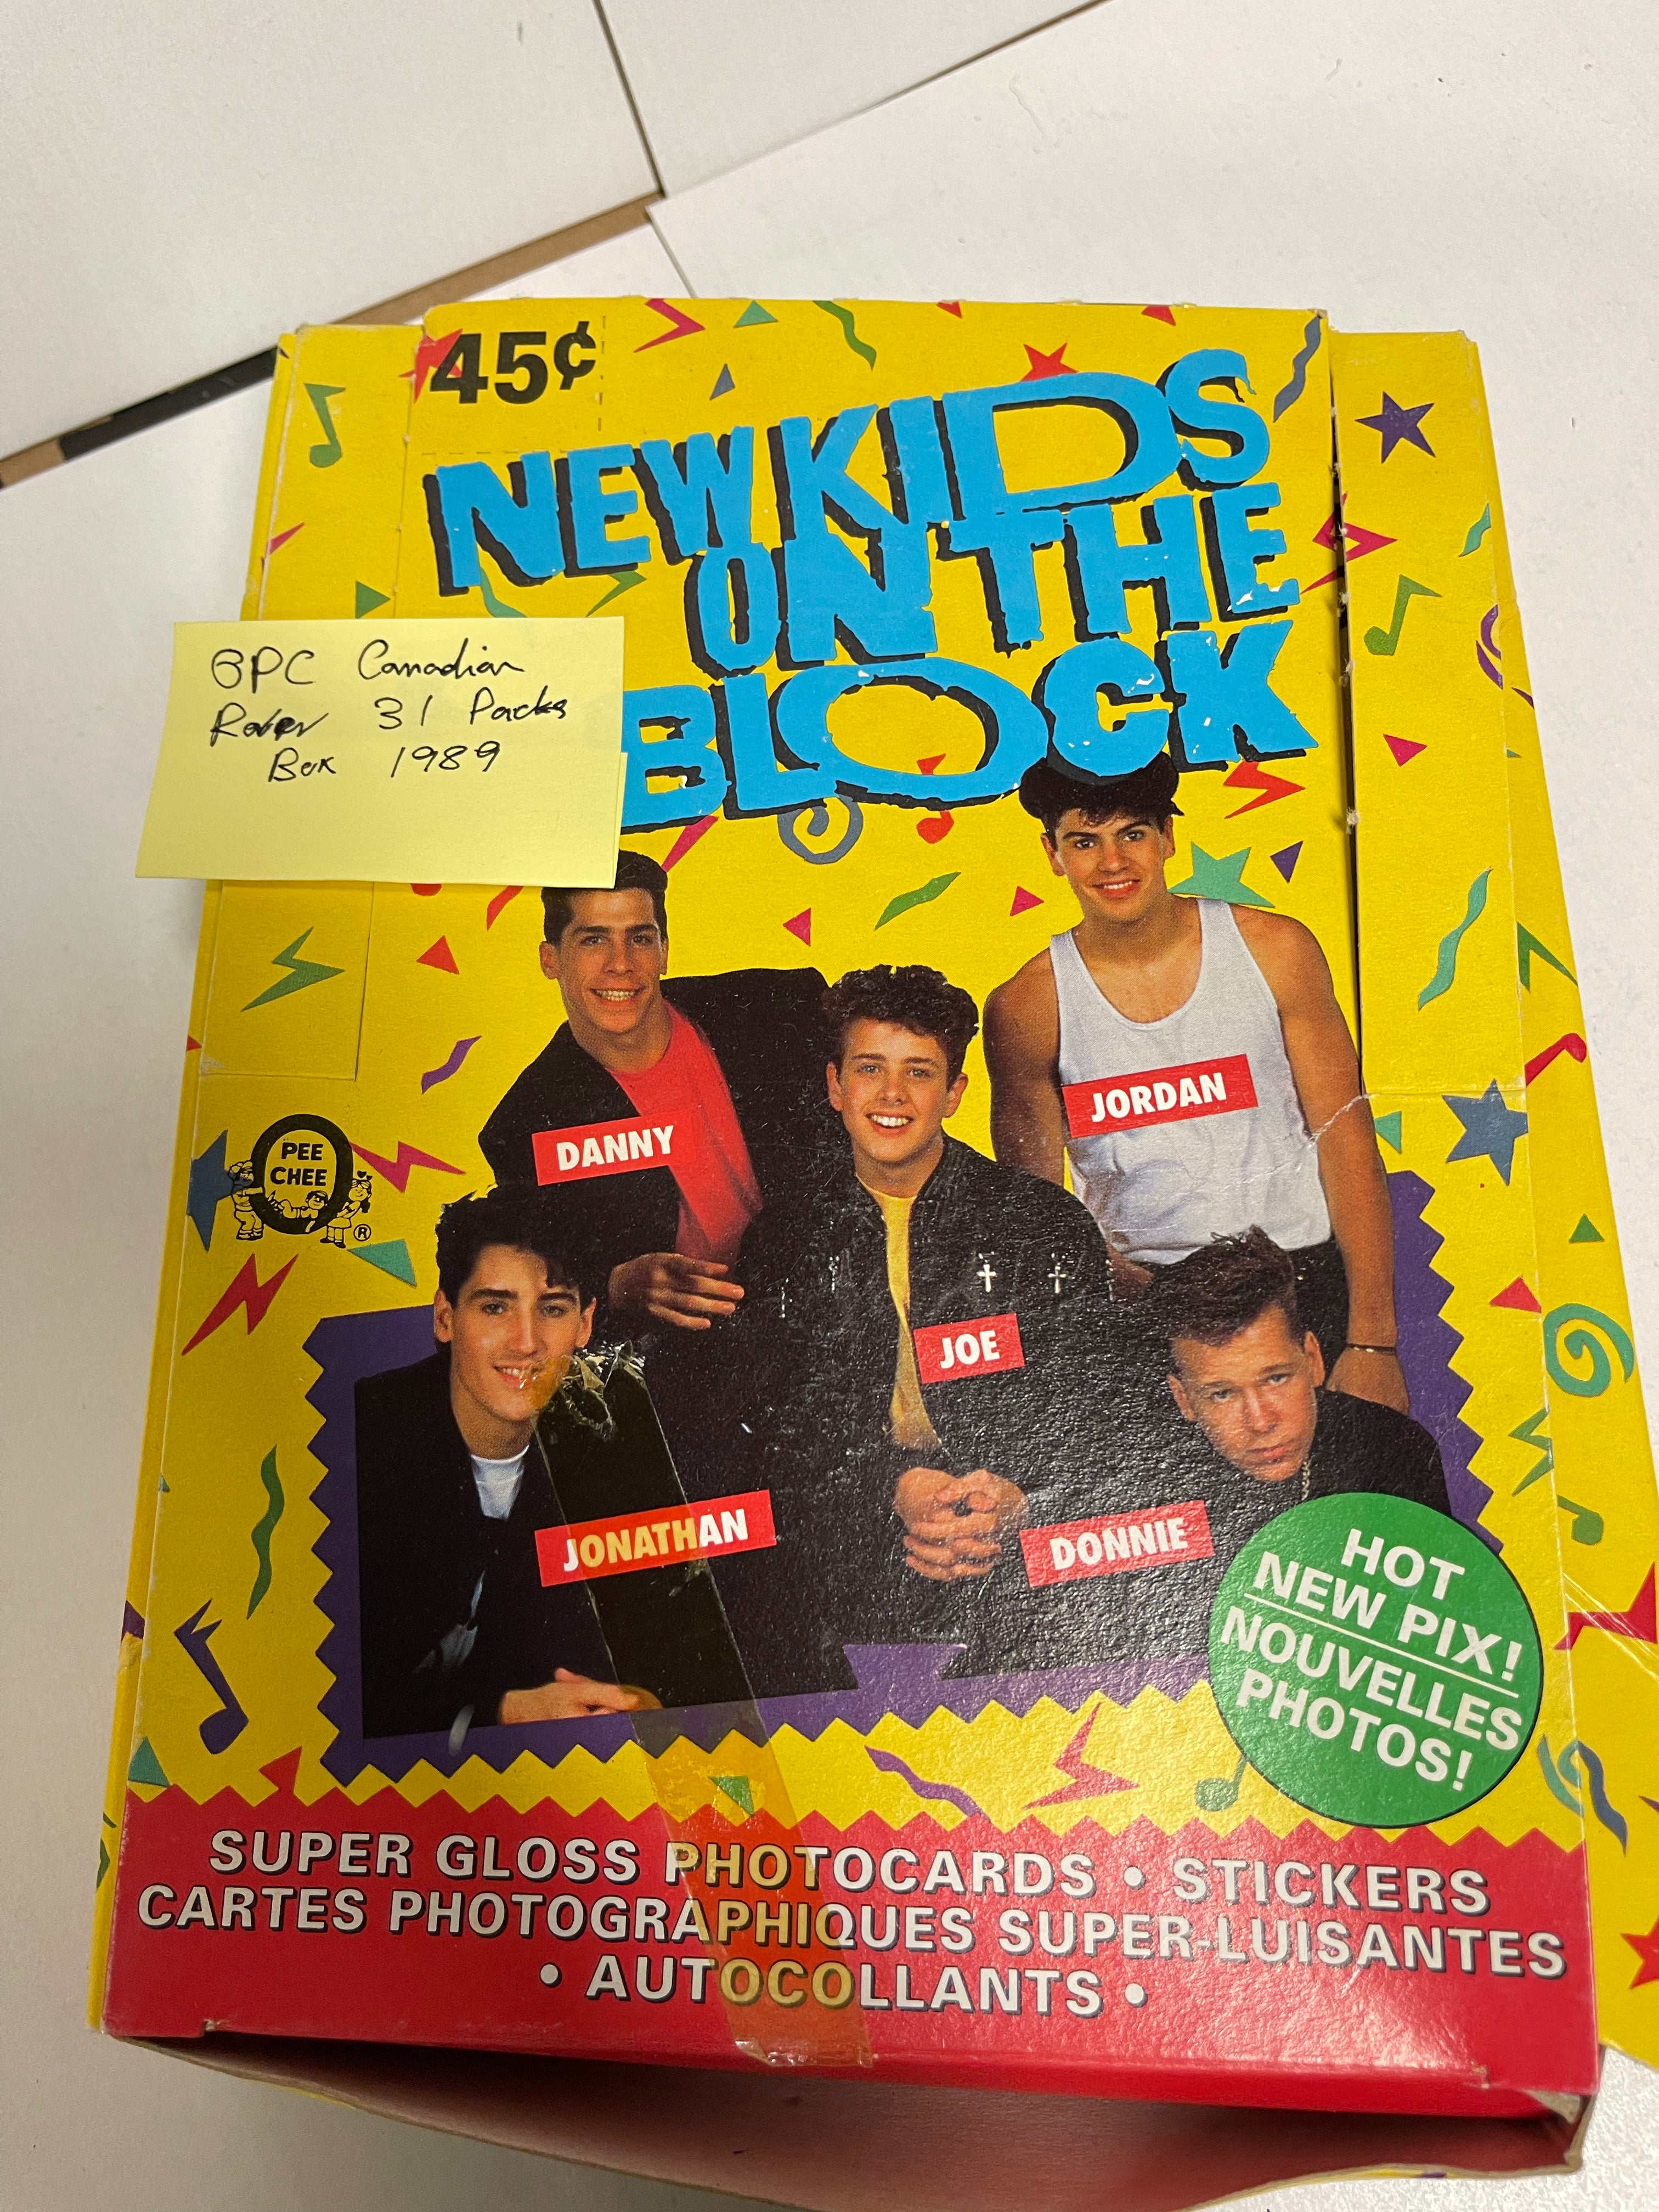 45¢
NEW KIDS
ON THE
BLOCK
OPC Canadian
31 Packs
Box 1989
PEE
CHEE
®
DANNY
JORDAN
JOE
JONATHAN
DONNIE
HOT
NEW PIX!
NOUVELLES
PHOTOS!
SUPER GLOSS PHOTOCARDS • STICKERS
CARTES PHOTOGRAPHIQUES SUPER-LUISANTES
• AUTOCOLLANTS •